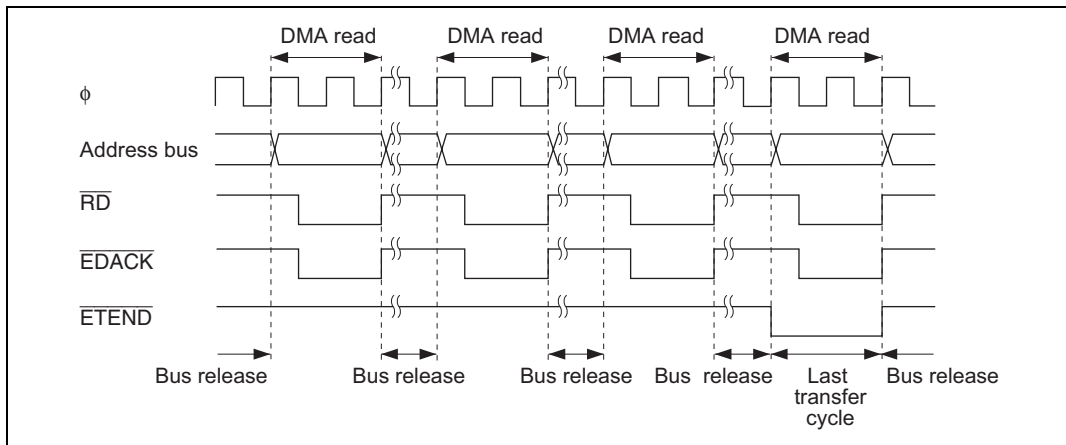 DMA read DMA read DMA read DMA read
ϕ
Address bus
RD
EDACK
ETEND
Bus release Bus release Bus release Bus release Last transfer cycle Bus release